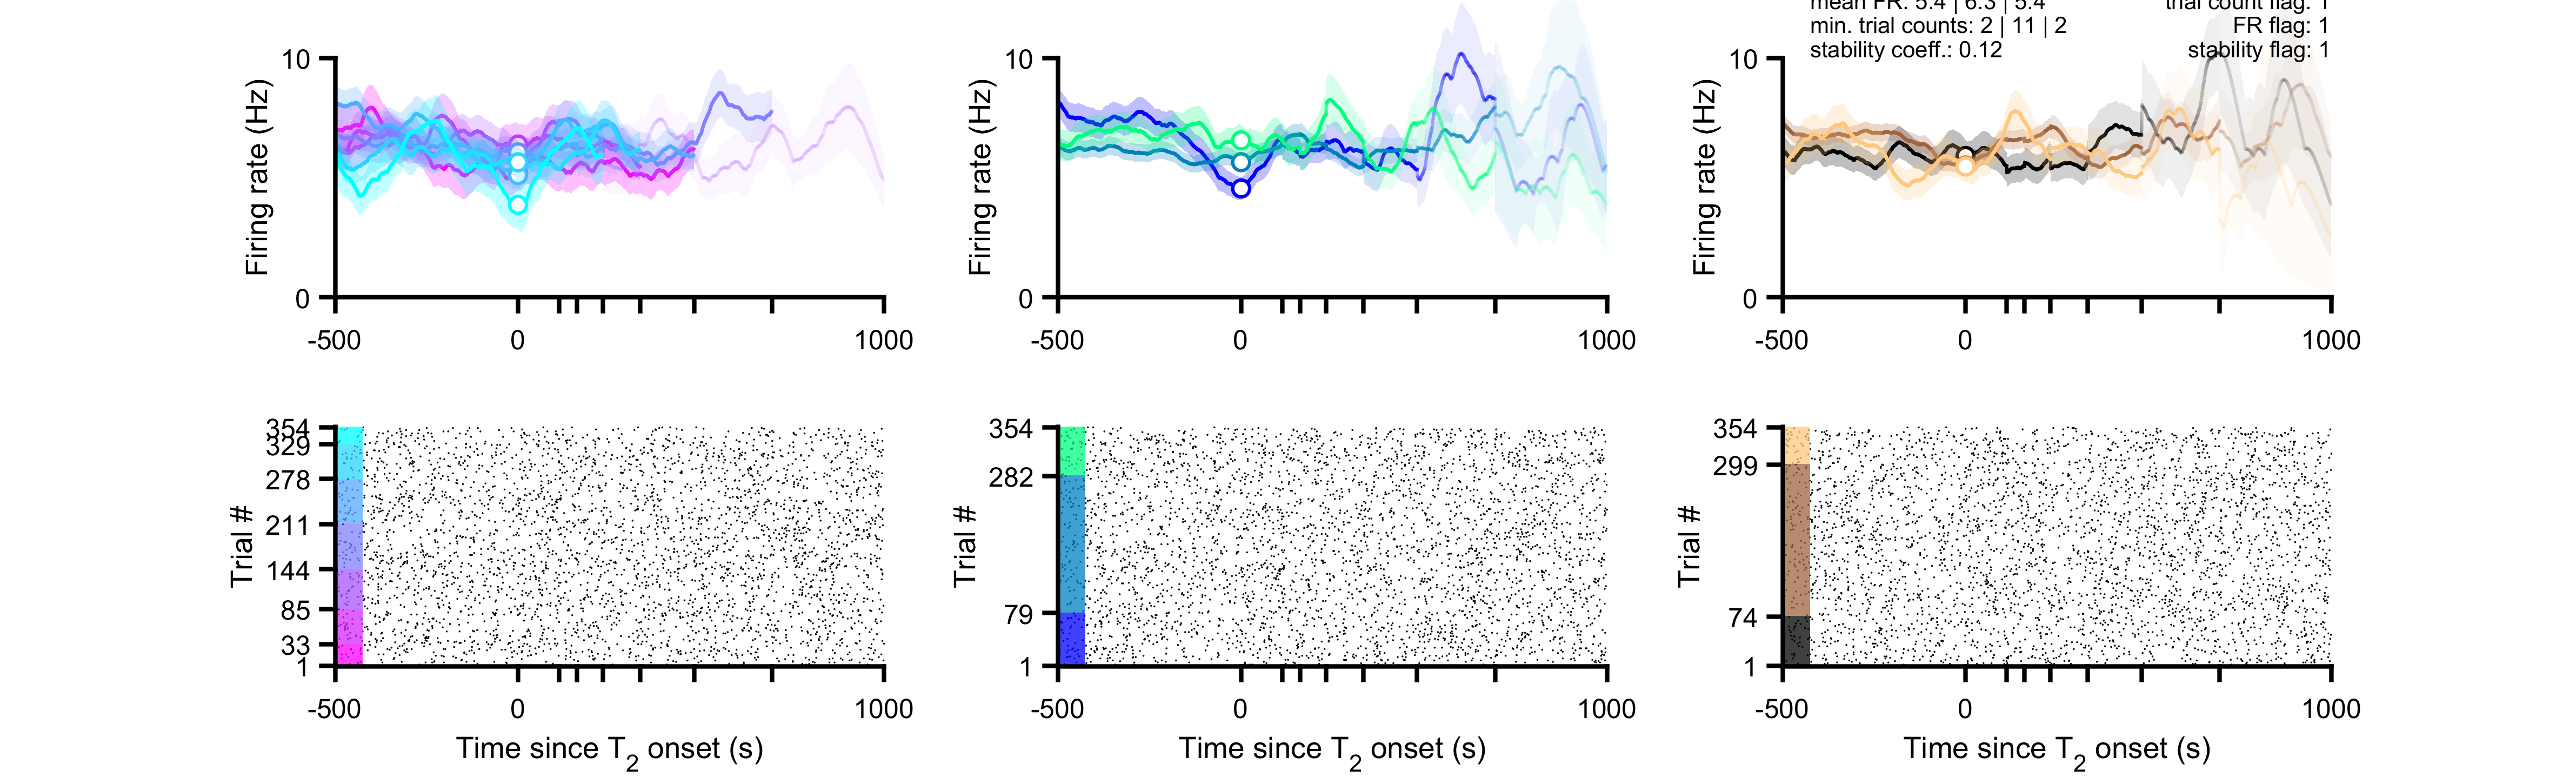 mean FR: 5.4 | 6.3 | 5.4
trial count flag: 1
min. trial counts: 2 | 11 | 2
FR flag: 1
stability coeff.: 0.12
stability flag: 1
10
Firing rate (Hz)
0
-500
0
1000
10
Firing rate (Hz)
0
-500
0
1000
10
Firing rate (Hz)
0
-500
0
1000
354
329
278
211
144
85
33
1
Trial #
-500
0
1000
Time since T2 onset (s)
354
282
79
1
Trial #
-500
0
1000
Time since T2 onset (s)
354
299
74
1
Trial #
-500
0
1000
Time since T2 onset (s)